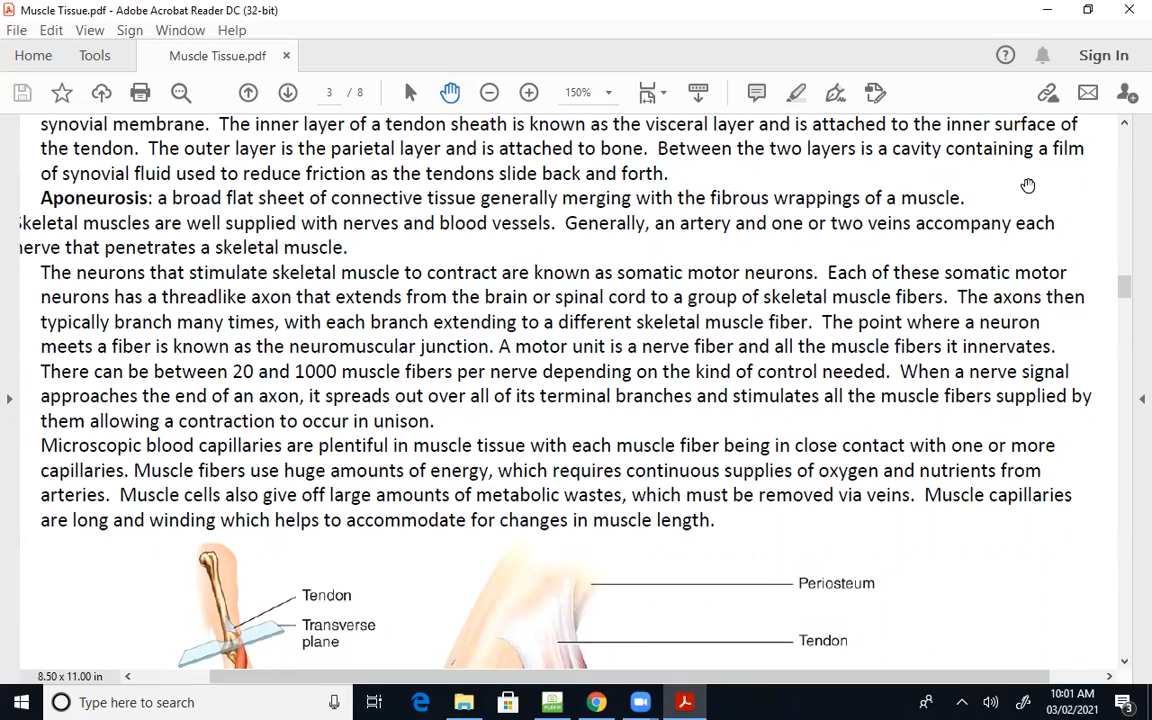 Muscle Tissue.pdf - Adobe Acrobat Reader DC (32-bit)
File Edit View Sign Window Help
Home Tools Muscle Tissue.pdf × Sign In
3 / 8 150%
synovial membrane. The inner layer of a tendon sheath is known as the visceral layer and is attached to the inner surface of
the tendon. The outer layer is the parietal layer and is attached to bone. Between the two layers is a cavity containing a film
of synovial fluid used to reduce friction as the tendons slide back and forth.
Aponeurosis: a broad flat sheet of connective tissue generally merging with the fibrous wrappings of a muscle.
Skeletal muscles are well supplied with nerves and blood vessels. Generally, an artery and one or two veins accompany each
nerve that penetrates a skeletal muscle.
The neurons that stimulate skeletal muscle to contract are known as somatic motor neurons. Each of these somatic motor
neurons has a threadlike axon that extends from the brain or spinal cord to a group of skeletal muscle fibers. The axons then
typically branch many times, with each branch extending to a different skeletal muscle fiber. The point where a neuron
meets a fiber is known as the neuromuscular junction. A motor unit is a nerve fiber and all the muscle fibers it innervates.
There can be between 20 and 1000 muscle fibers per nerve depending on the kind of control needed. When a nerve signal
approaches the end of an axon, it spreads out over all of its terminal branches and stimulates all the muscle fibers supplied by
them allowing a contraction to occur in unison.
Microscopic blood capillaries are plentiful in muscle tissue with each muscle fiber being in close contact with one or more
capillaries. Muscle fibers use huge amounts of energy, which requires continuous supplies of oxygen and nutrients from
arteries. Muscle cells also give off large amounts of metabolic wastes, which must be removed via veins. Muscle capillaries
are long and winding which helps to accommodate for changes in muscle length.
Periosteum
Tendon
Transverse
plane
Tendon
8.50 x 11.00 in
Type here to search
10:01 AM
03/02/2021
3